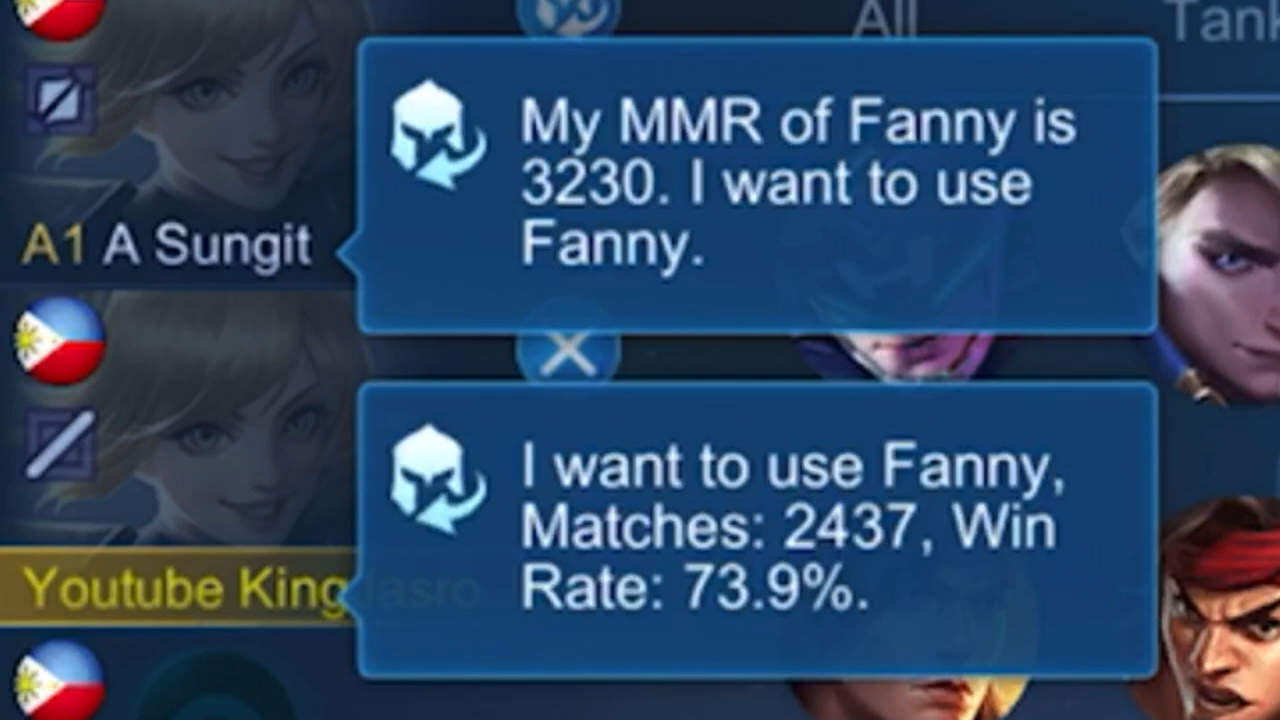 All
Tank
My MMR of Fanny is
3230. I want to use
Fanny.
A1 A Sungit
I want to use Fanny,
Matches: 2437, Win
Rate: 73.9%.
Youtube Kingdasro